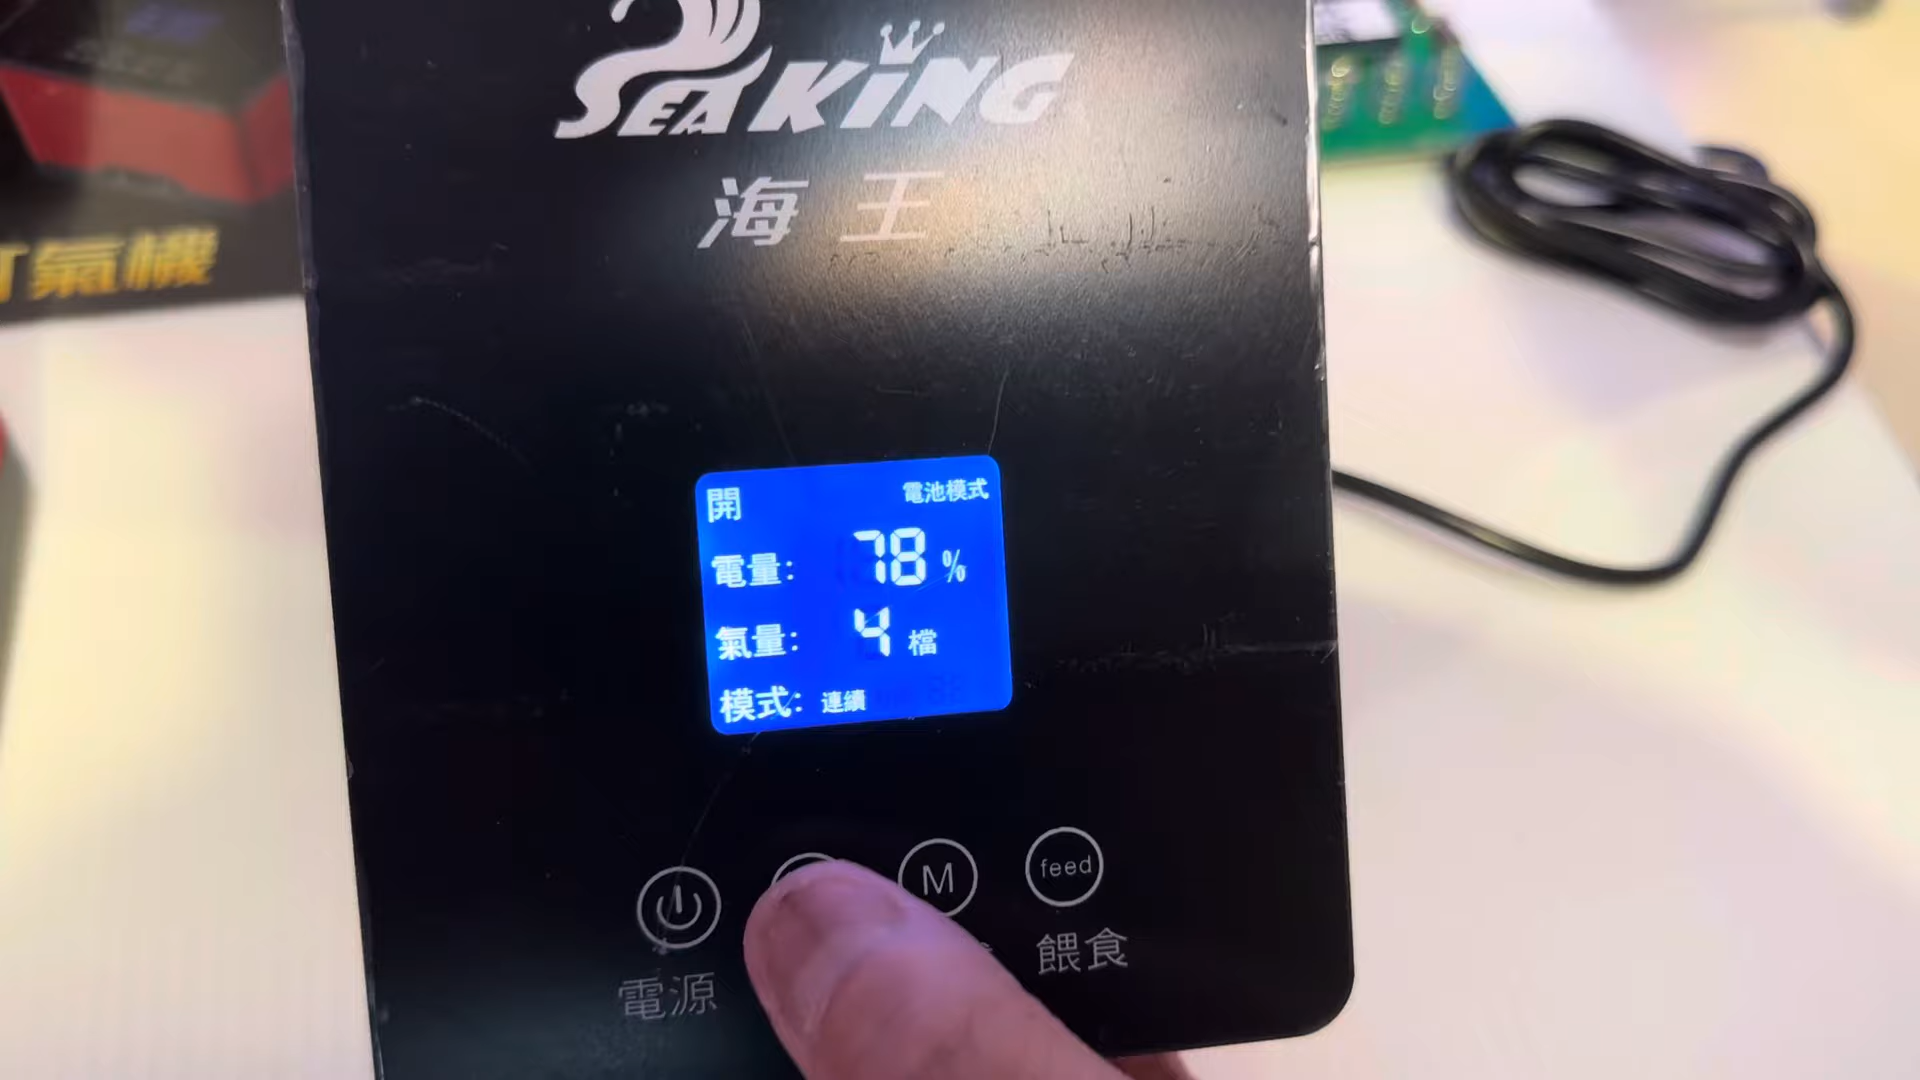 SEAKING
海王
氣機
開 電池模式
電量: 78 %
氣量: 4 檔
模式: 連續
M feed
電源 餵食